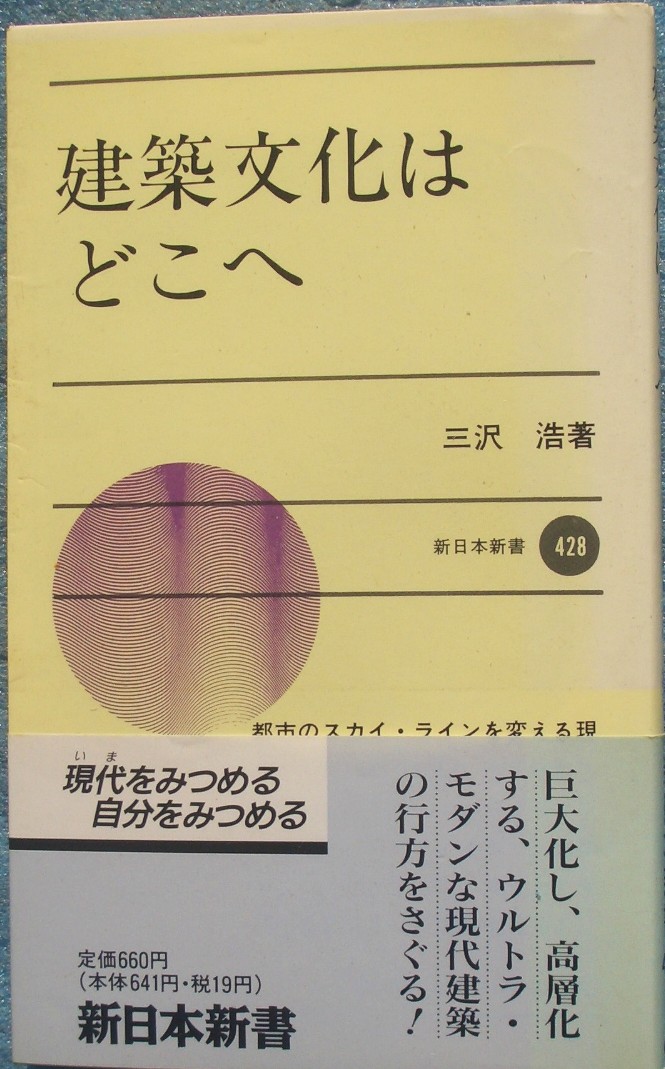 建築文化は
どこへ
三沢　浩著
新日本新書 428
都市のスカイ・ラインを変える現
いま
現代をみつめる
自分をみつめる
巨大化し、高層化
する、ウルトラ・
モダンな現代建築
の行方をさぐる！
定価660円
（本体641円・税19円）
新日本新書